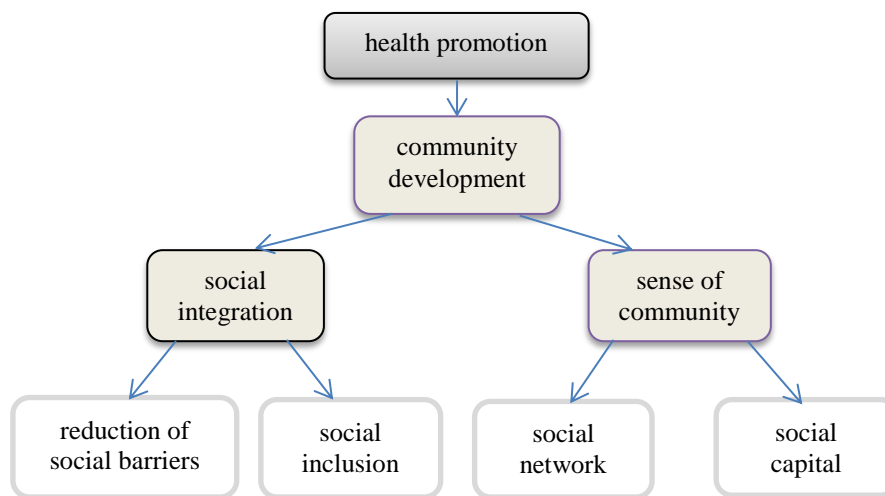 health promotion
community
development
social
integration
sense of
community
reduction of
social barriers
social
inclusion
social
network
social
capital